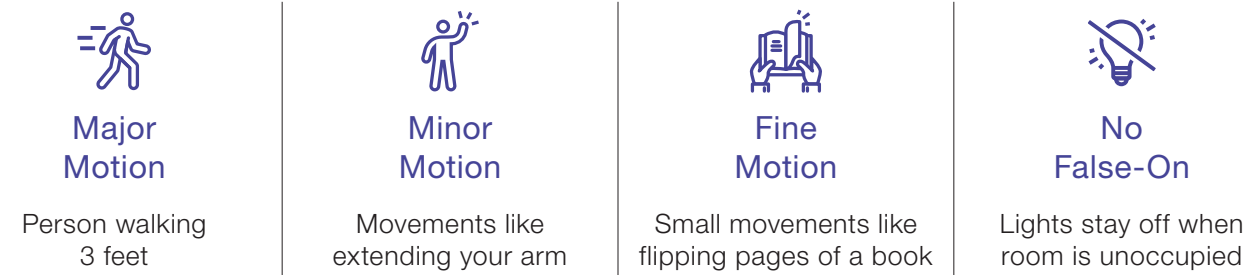 Major
Motion
Person walking
3 feet
Minor
Motion
Movements like
extending your arm
Fine
Motion
Small movements like
flipping pages of a book
No
False-On
Lights stay off when
room is unoccupied